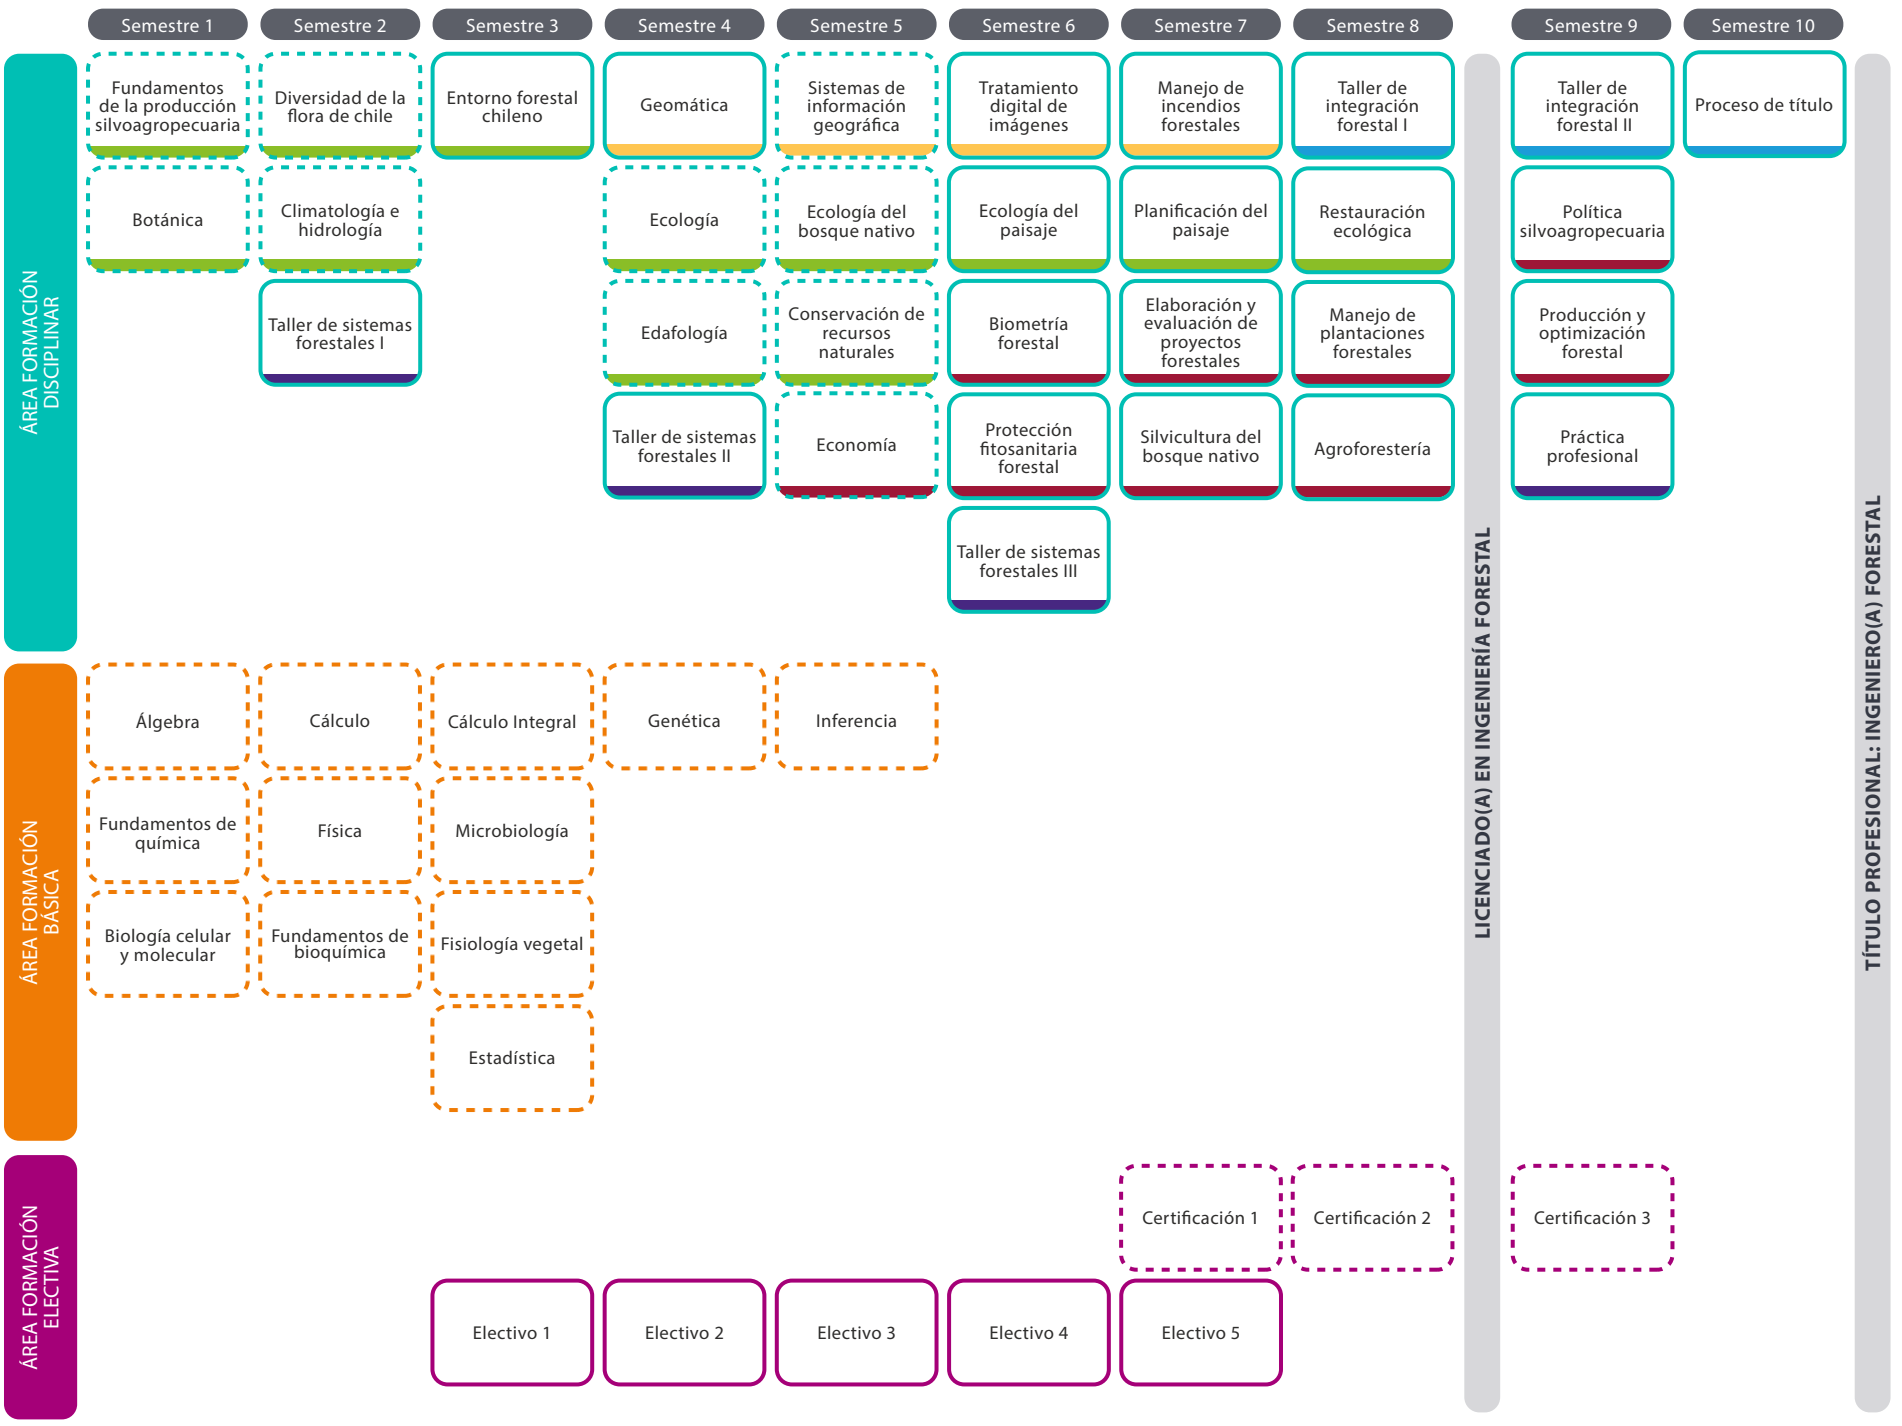 Semestre 1
Semestre 2
Semestre 3
Semestre 4
Semestre 5
Semestre 6
Semestre 7
Semestre 8
Semestre 9
Semestre 10
ÁREA FORMACIÓN
DISCIPLINAR
Fundamentos
de la producción
silvoagropecuaria
Diversidad de la
flora de chile
Entorno forestal
chileno
Geomática
Sistemas de
información
geográfica
Tratamiento
digital de
imágenes
Manejo de
incendios
forestales
Taller de
integración
forestal I
Taller de
integración
forestal II
Proceso de título
Botánica
Climatología e
hidrología
Ecología
Ecología del
bosque nativo
Ecología del
paisaje
Planificación del
paisaje
Restauración
ecológica
Política
silvoagropecuaria
Taller de sistemas
forestales I
Edafología
Conservación de
recursos
naturales
Biometría
forestal
Elaboración y
evaluación de
proyectos
forestales
Manejo de
plantaciones
forestales
Producción y
optimización
forestal
Taller de sistemas
forestales II
Economía
Protección
fitosanitaria
forestal
Silvicultura del
bosque nativo
Agroforestería
Práctica
profesional
Taller de sistemas
forestales III
ÁREA FORMACIÓN
BÁSICA
Álgebra
Cálculo
Cálculo Integral
Genética
Inferencia
Fundamentos de
química
Física
Microbiología
Biología celular
y molecular
Fundamentos de
bioquímica
Fisiología vegetal
Estadística
ÁREA FORMACIÓN
ELECTIVA
Certificación 1
Certificación 2
Certificación 3
Electivo 1
Electivo 2
Electivo 3
Electivo 4
Electivo 5
LICENCIADO(A) EN INGENIERÍA FORESTAL
TÍTULO PROFESIONAL: INGENIERO(A) FORESTAL